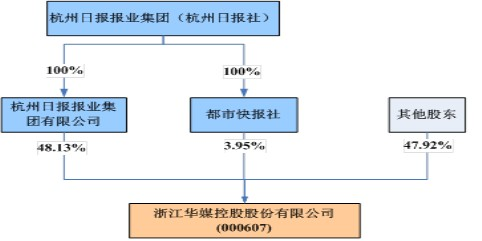 杭州日报报业集团（杭州日报社）
100%
100%
杭州日报报业集
团有限公司
都市快报社
其他股东
48.13%
3.95%
47.92%
浙江华媒控股股份有限公司
(000607)